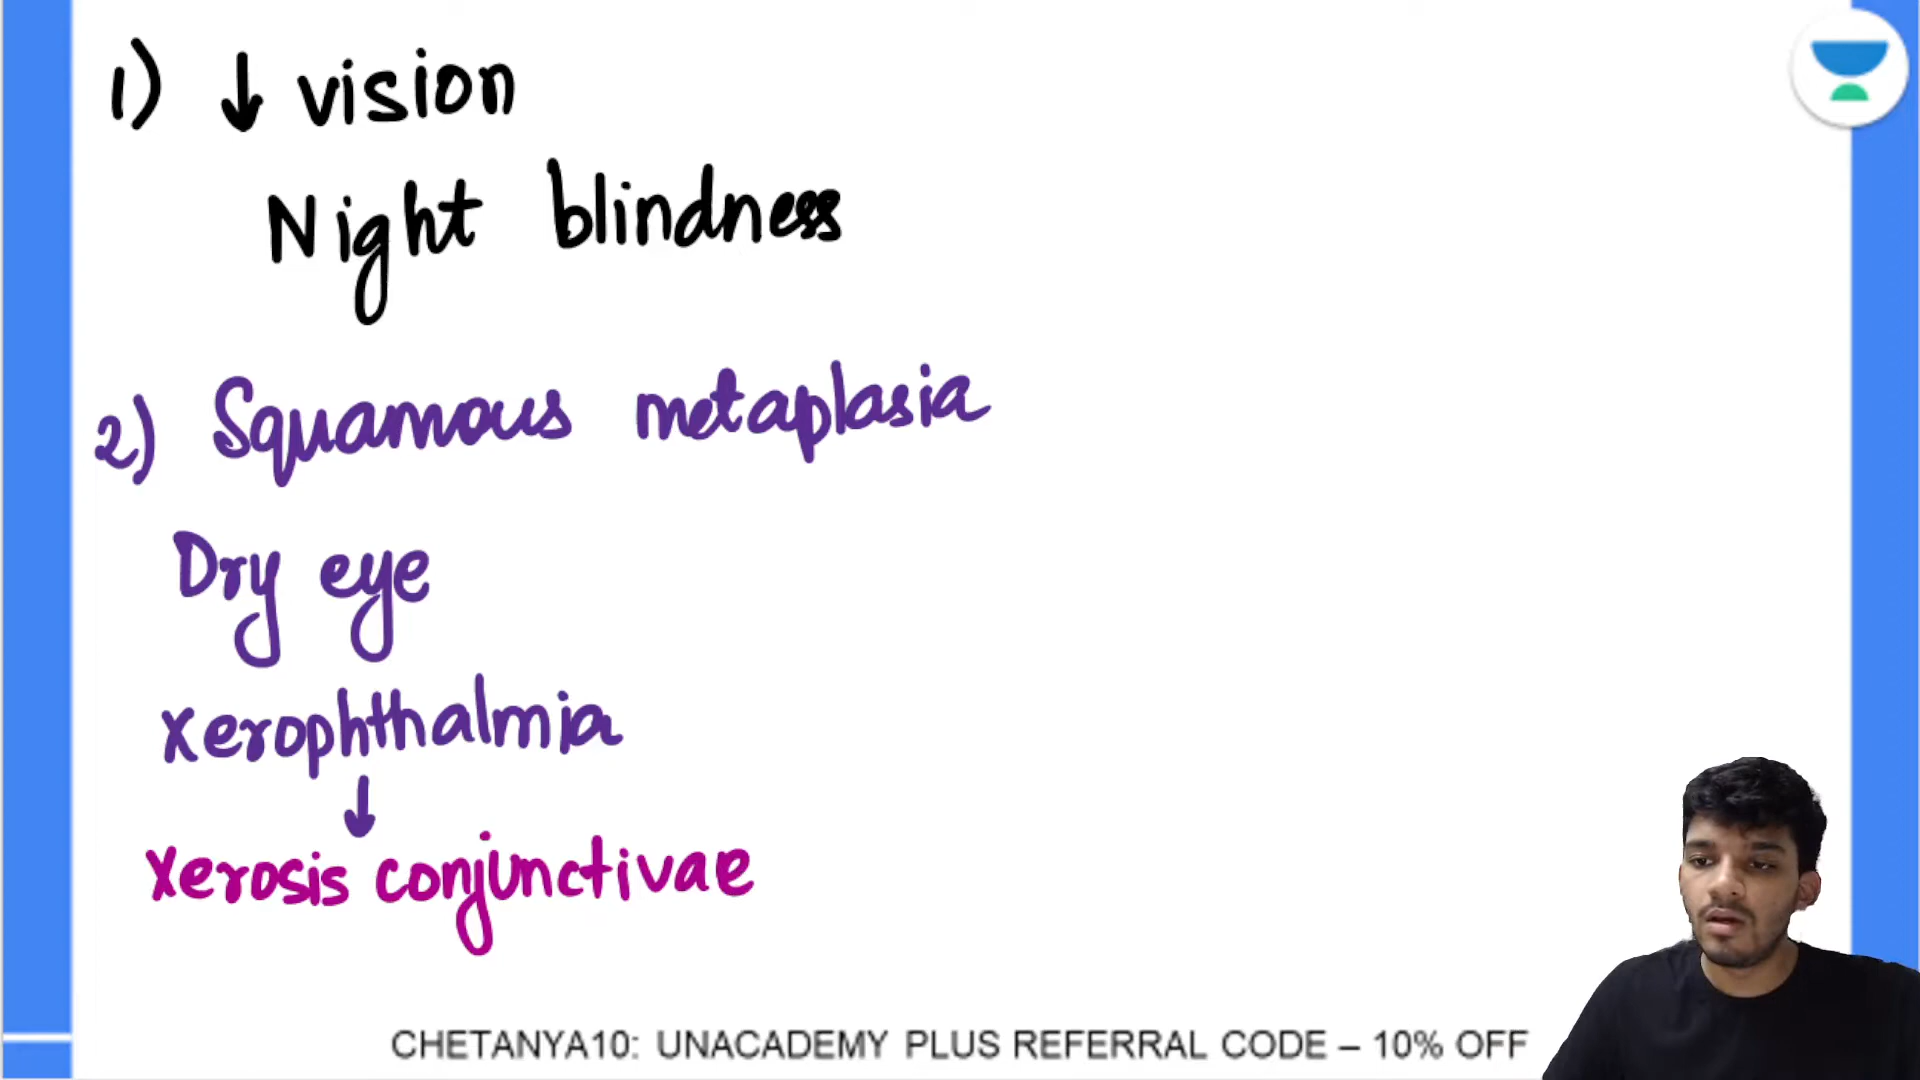 1) ↓ vision
Night blindness
2) Squamous metaplasia
Dry eye
Xerophthalmia
↓
Xerosis conjunctivae
CHETANYA10: UNACADEMY PLUS REFERRAL CODE – 10% OFF